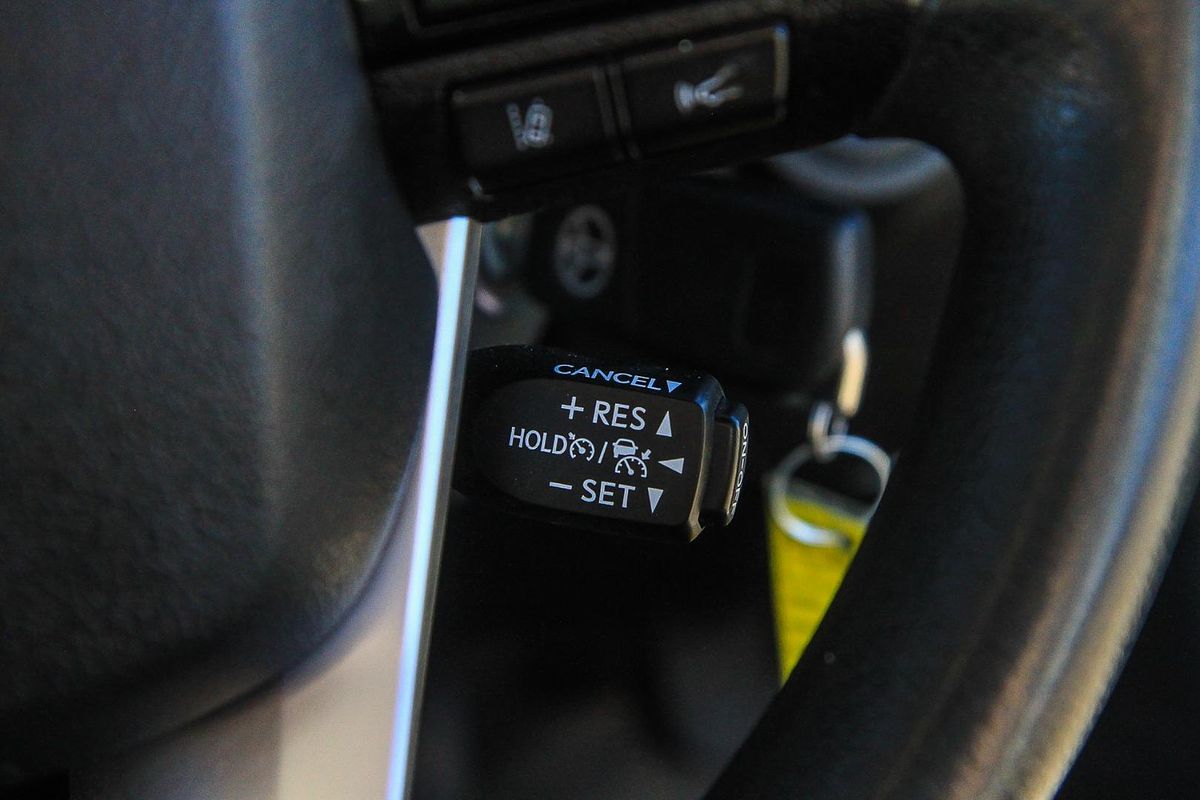 CANCEL▼
+ RES ▲
HOLD / ◀
− SET ▼
ON·OFF